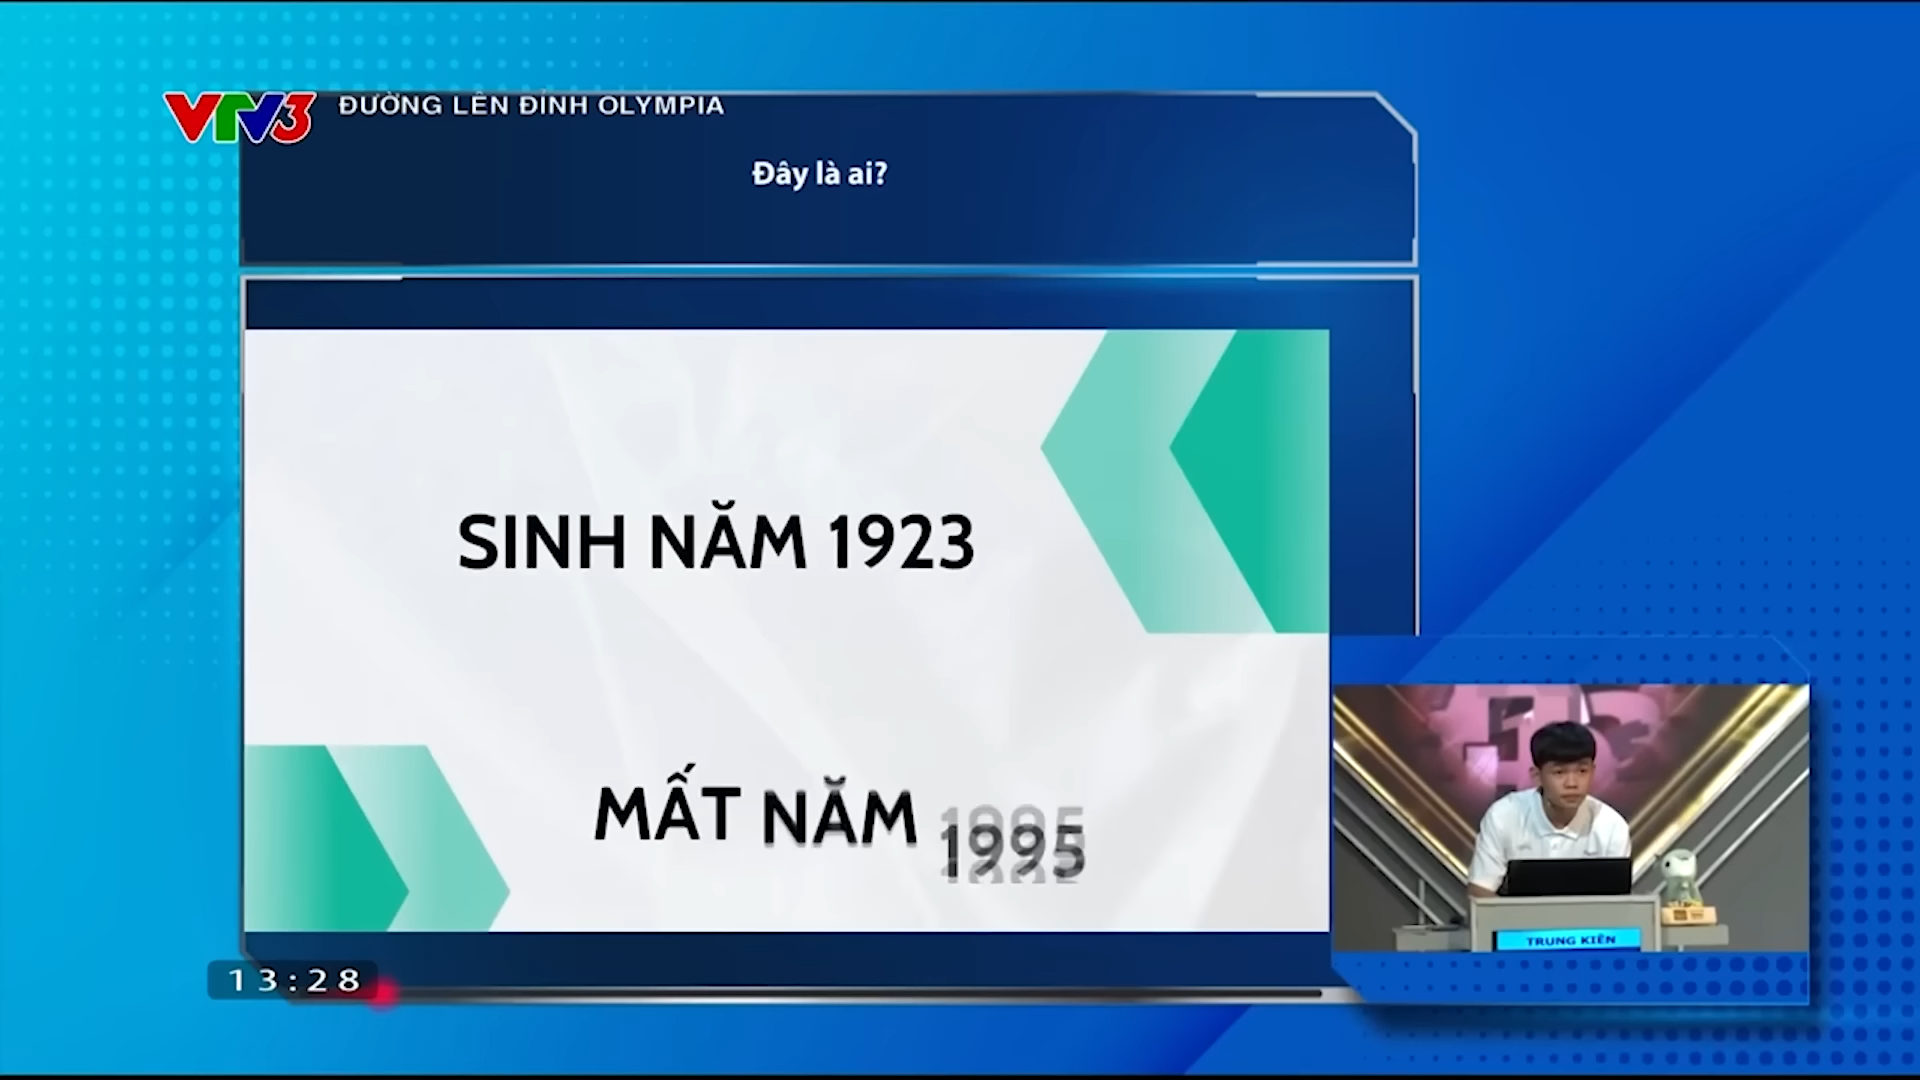 VTV3 ĐƯỜNG LÊN ĐỈNH OLYMPIA
Đây là ai?
SINH NĂM 1923
MẤT NĂM 1995
TRUNG KIÊN
13:28